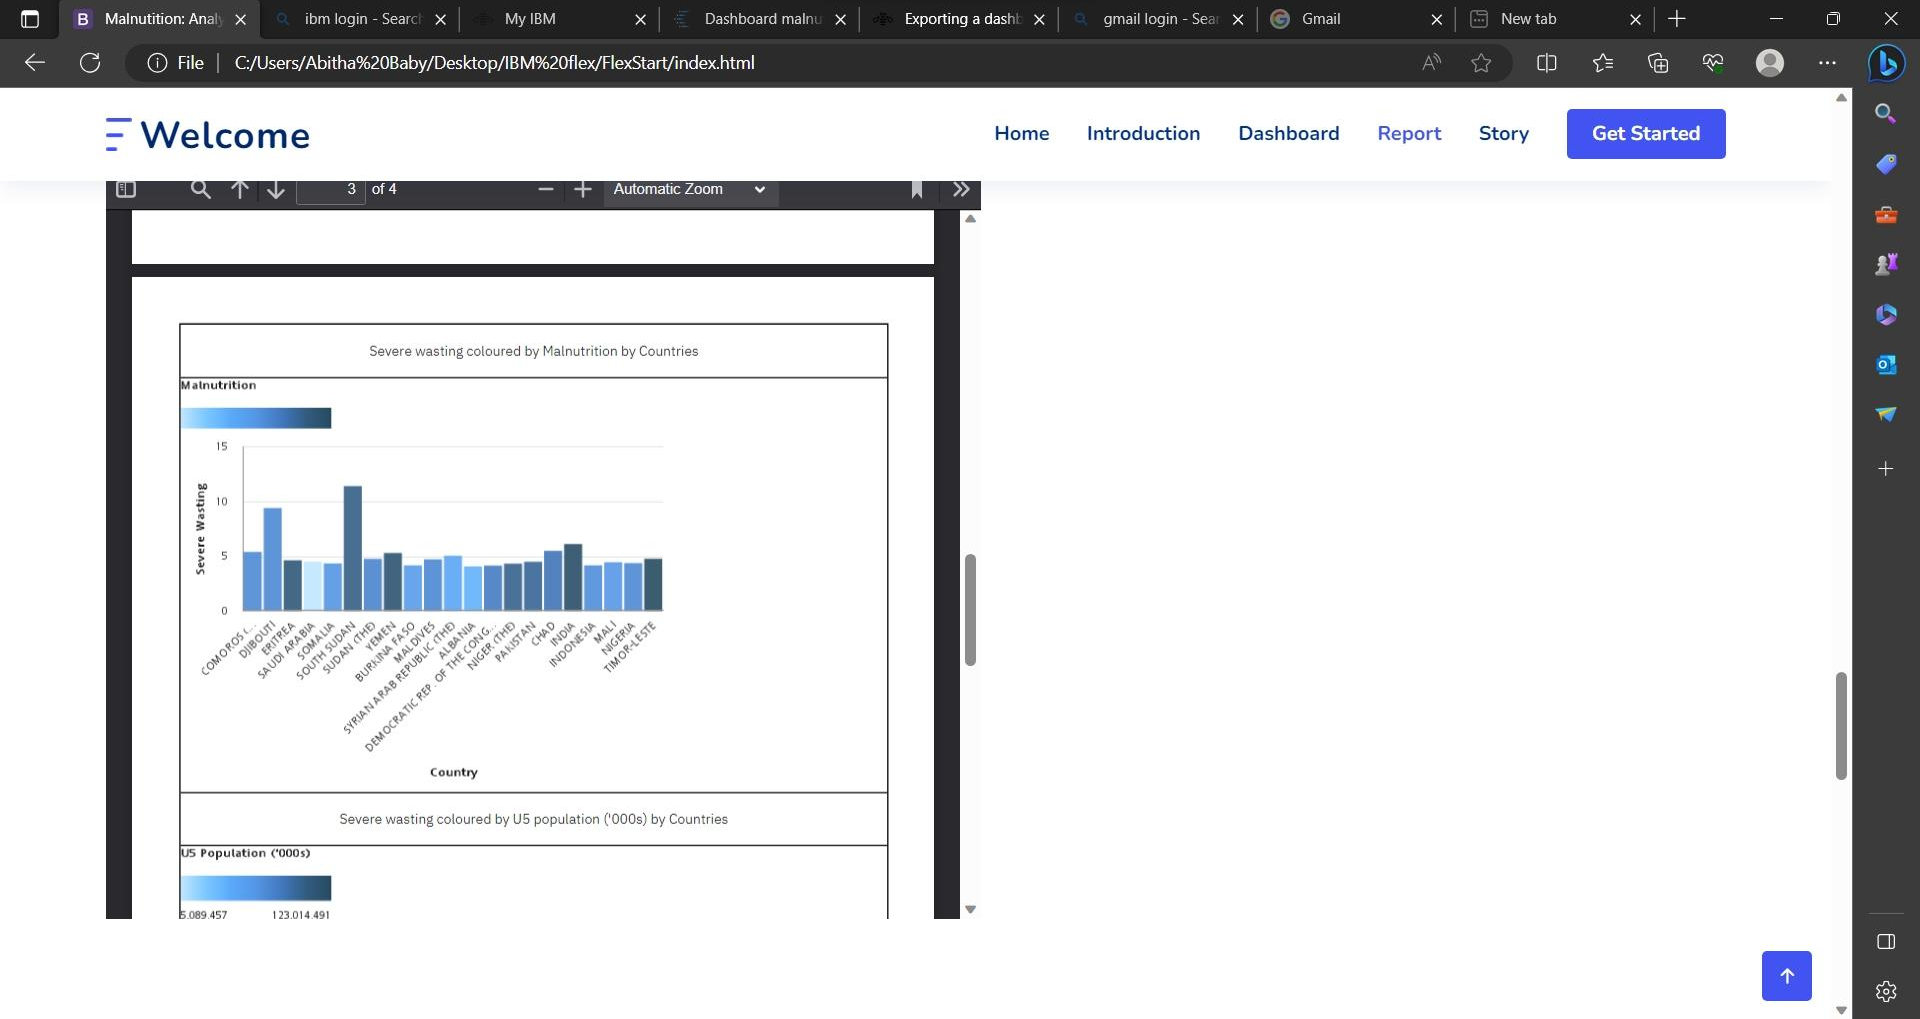 Malnutition: Analy
ibm login - Search
My IBM
Dashboard malnu
Exporting a dashb
gmail login - Sear
Gmail
New tab
File
C:/Users/Abitha%20Baby/Desktop/IBM%20flex/FlexStart/index.html
Welcome
Home
Introduction
Dashboard
Report
Story
Get Started
3 of 4
Automatic Zoom
Severe wasting coloured by Malnutrition by Countries
Malnutrition
15
10
5
0
Severe Wasting
COMOROS (...
DJIBOUTI
ERITREA
SAUDI ARABIA
SOMALIA
SOUTH SUDAN
SUDAN (THE)
YEMEN
BURKINA FASO
MALDIVES
SYRIAN ARAB REPUBLIC (THE)
ALBANIA
DEMOCRATIC REP. OF THE CONG...
NIGER (THE)
PAKISTAN
CHAD
INDIA
INDONESIA
MALI
NIGERIA
TIMOR-LESTE
Country
Severe wasting coloured by U5 population ('000s) by Countries
U5 Population ('000s)
5,089.457
123,014.491